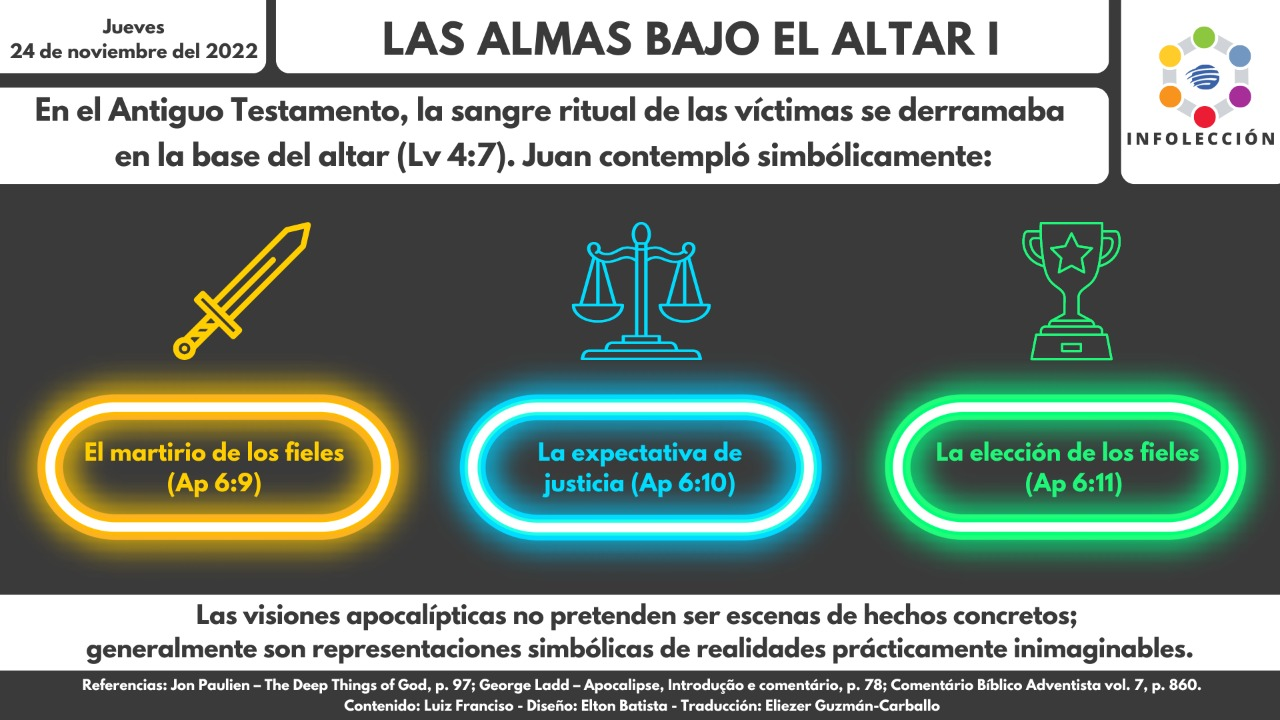 Jueves
24 de noviembre del 2022
LAS ALMAS BAJO EL ALTAR I
INFOLECCIÓN
En el Antiguo Testamento, la sangre ritual de las víctimas se derramaba
en la base del altar (Lv 4:7). Juan contempló simbólicamente:
El martirio de los fieles
(Ap 6:9)
La expectativa de
justicia (Ap 6:10)
La elección de los fieles
(Ap 6:11)
Las visiones apocalípticas no pretenden ser escenas de hechos concretos;
generalmente son representaciones simbólicas de realidades prácticamente inimaginables.
Referencias: Jon Paulien – The Deep Things of God, p. 97; George Ladd – Apocalipse, Introdução e comentário, p. 78; Comentário Bíblico Adventista vol. 7, p. 860.
Contenido: Luiz Franciso - Diseño: Elton Batista - Traducción: Eliezer Guzmán-Carballo